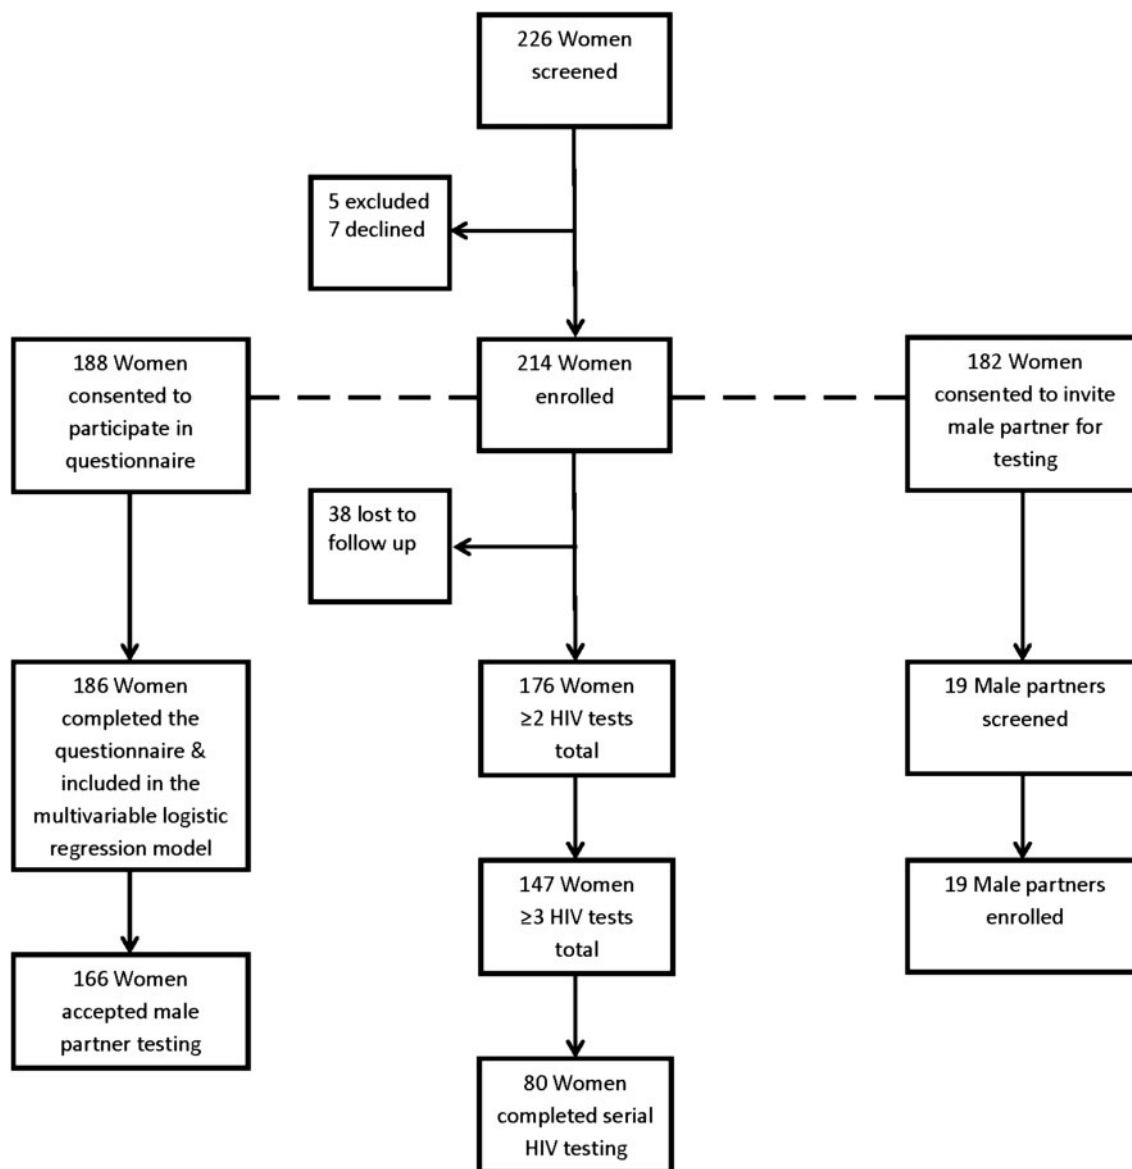 226 Women
screened
5 excluded
7 declined
188 Women
consented to
participate in
questionnaire
214 Women
enrolled
182 Women
consented to invite
male partner for
testing
38 lost to
follow up
186 Women
completed the
questionnaire &
included in the
multivariable logistic
regression model
176 Women
≥2 HIV tests
total
19 Male partners
screened
147 Women
≥3 HIV tests
total
19 Male partners
enrolled
166 Women
accepted male
partner testing
80 Women
completed serial
HIV testing